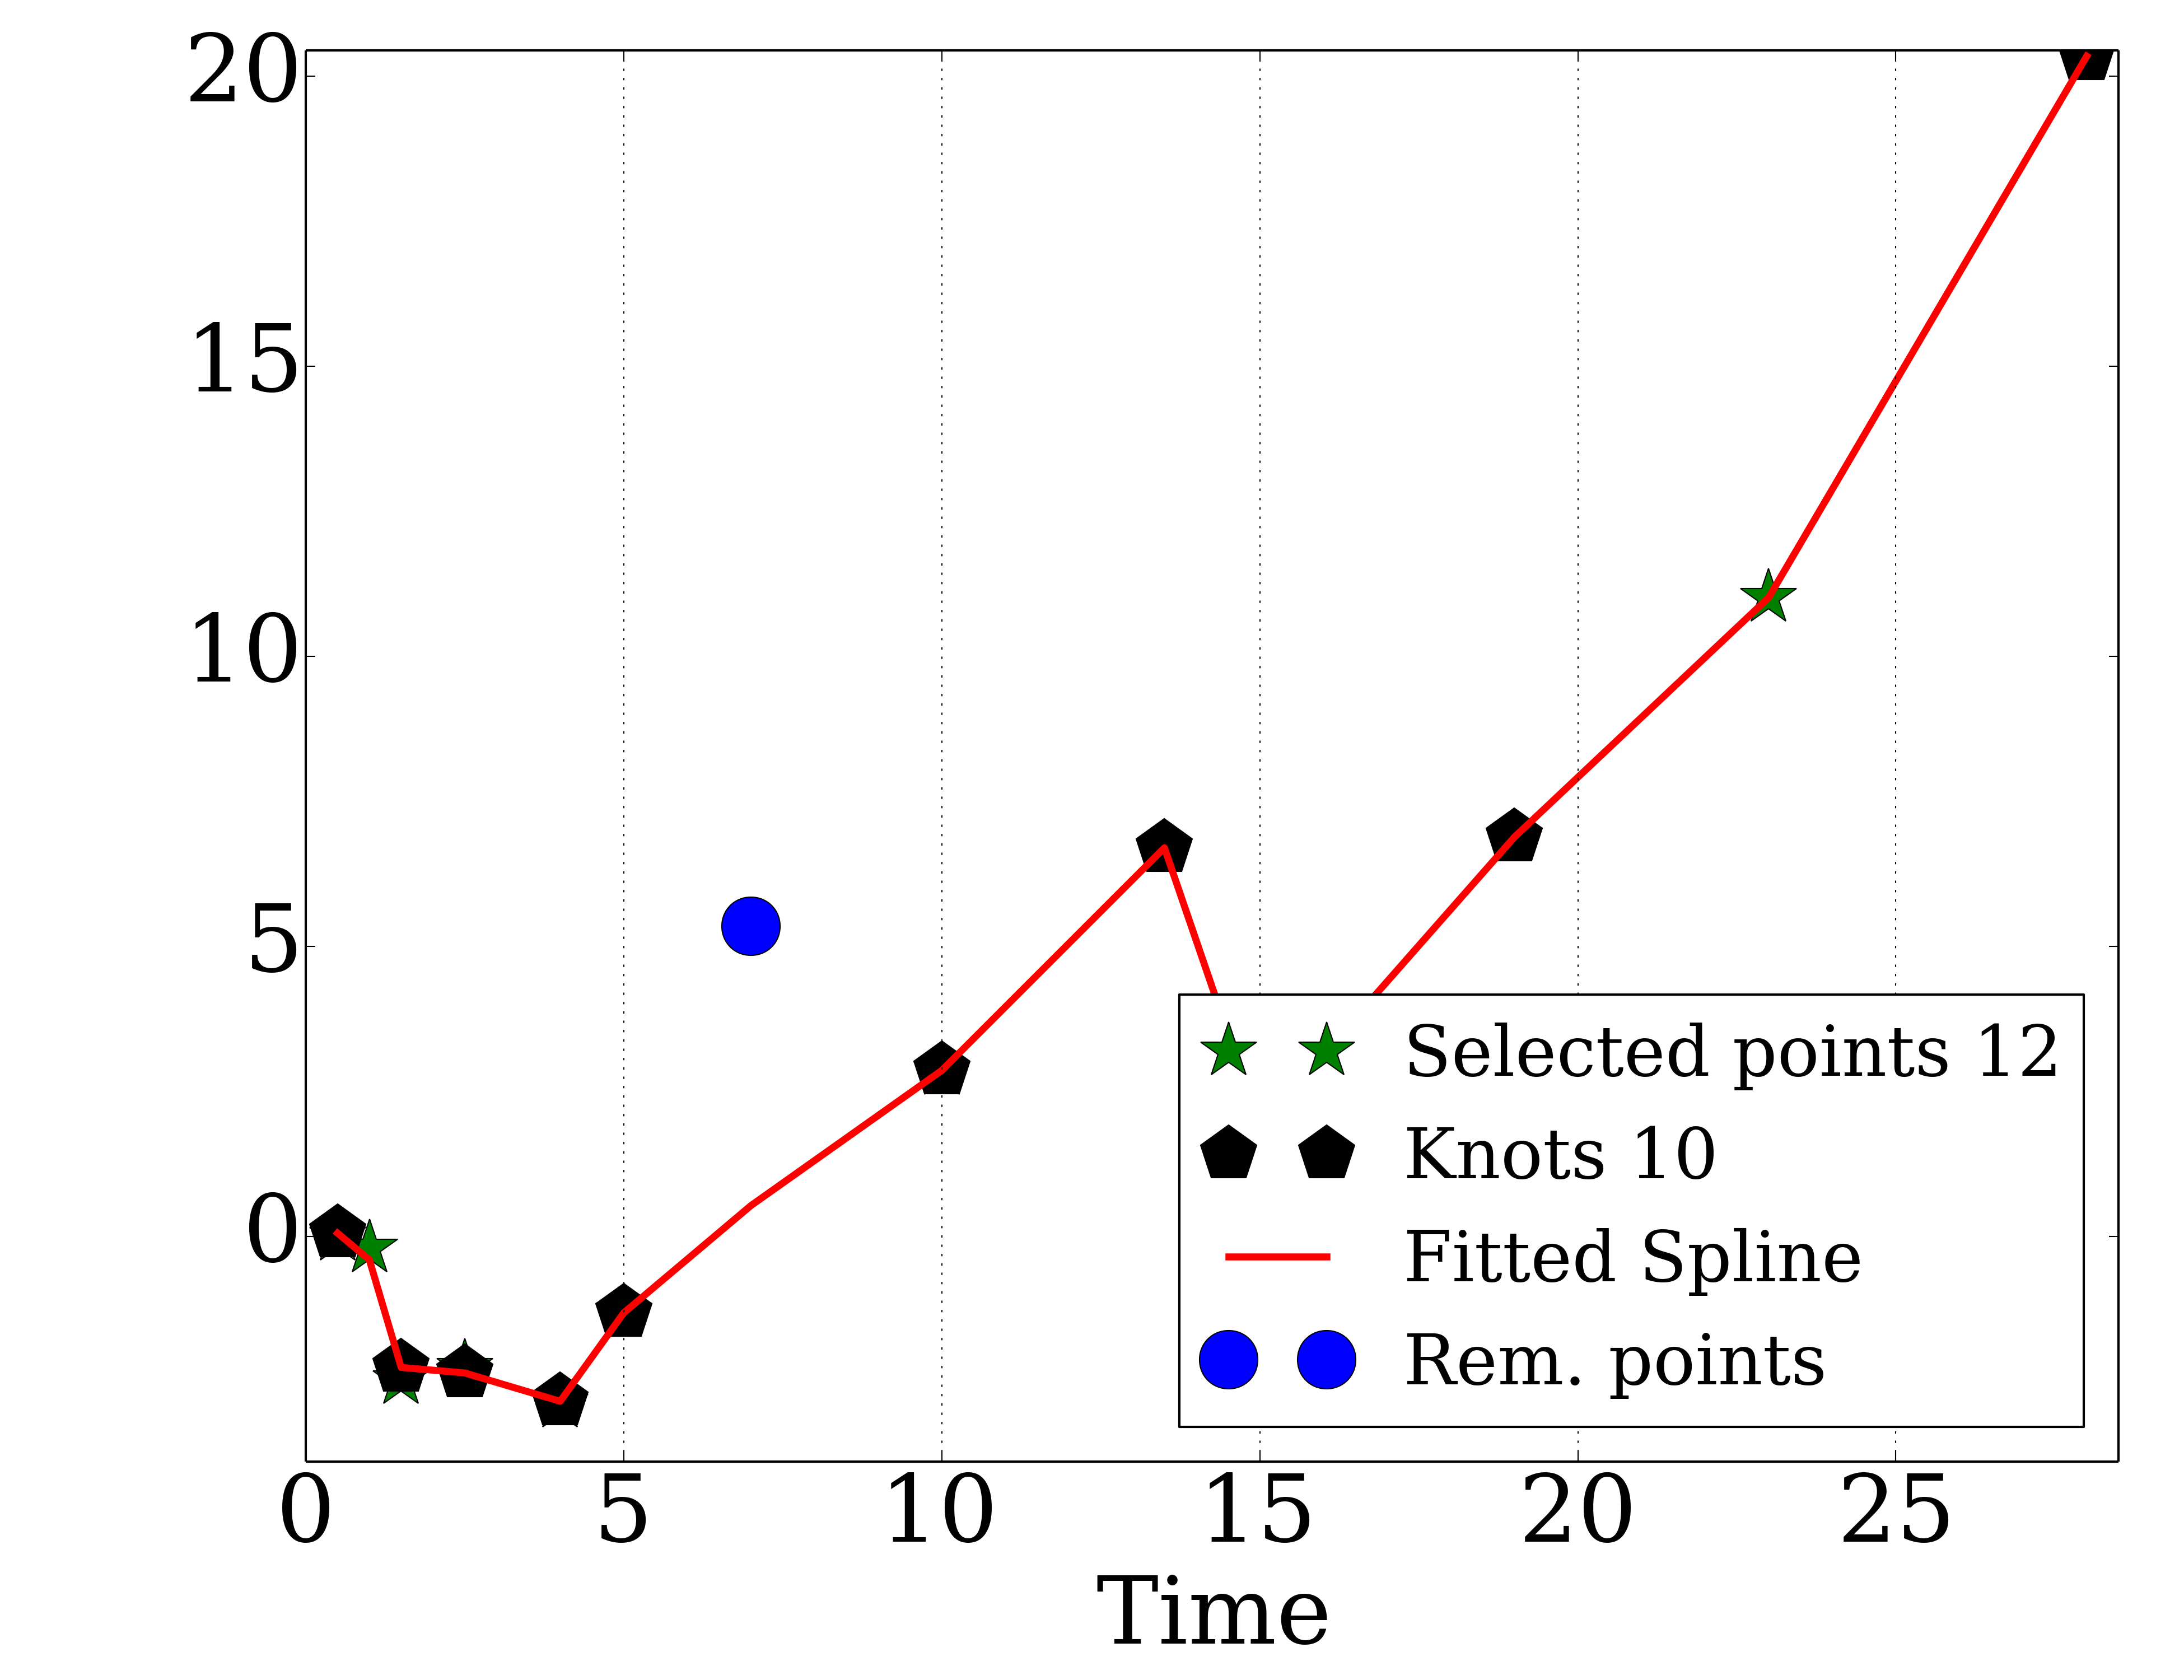 20
15
10
5
0
0 5 10 15 20 25
Time
Selected points 12
Knots 10
Fitted Spline
Rem. points